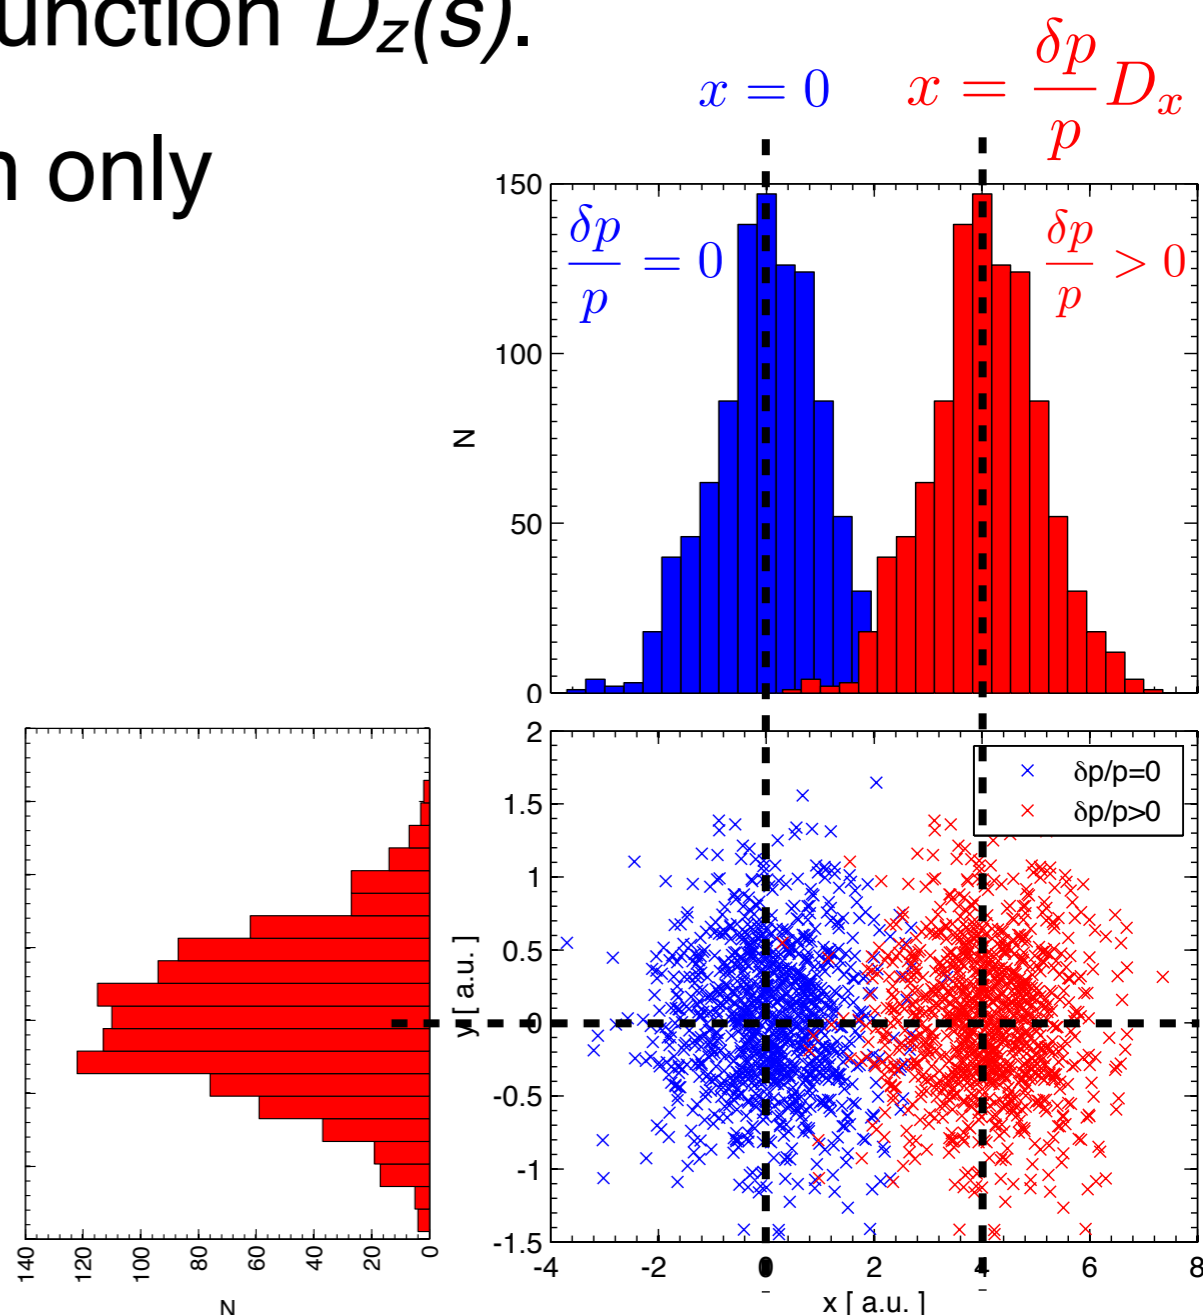 unction Dz(s).
n only
x = 0
x = δp/p Dx
δp/p = 0
δp/p > 0
150
100
50
0
N
2
1.5
1
0.5
0
-0.5
-1
-1.5
y [ a.u. ]
δp/p=0
δp/p>0
-4 -2 0 2 4 6 8
x [ a.u. ]
140 120 100 80 60 40 20 0
N